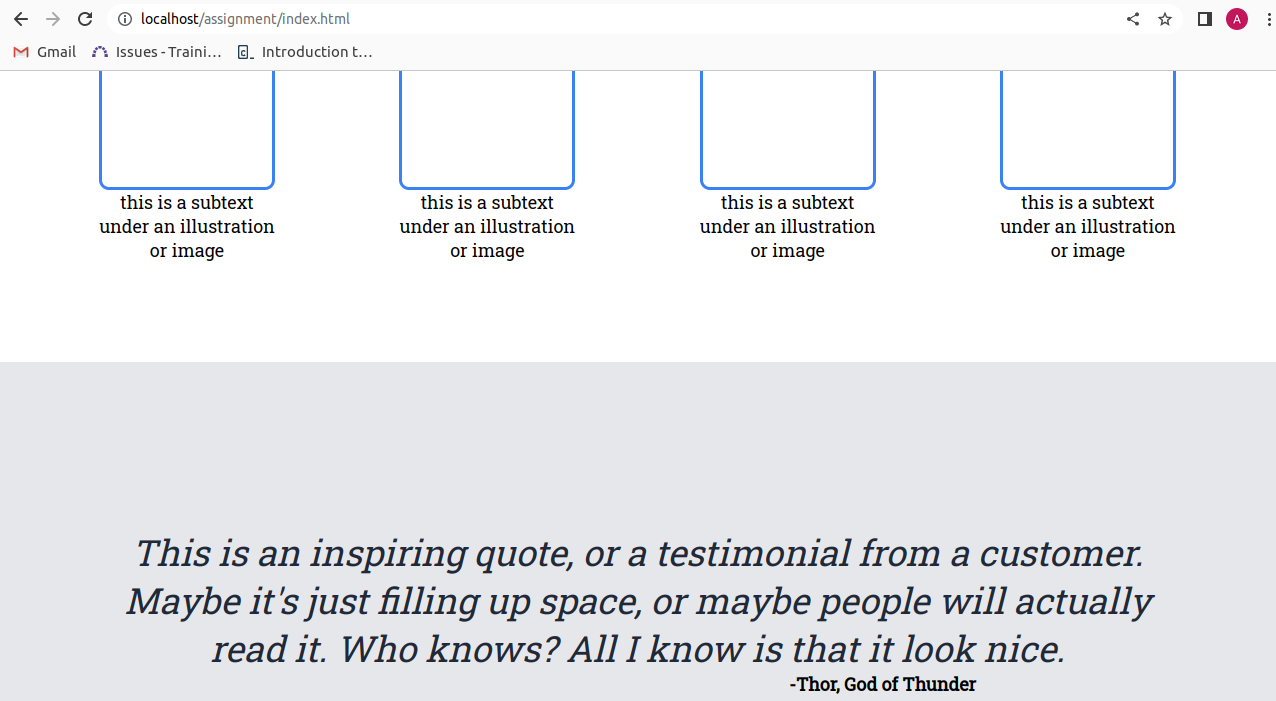 localhost/assignment/index.html
A
Gmail Issues - Traini... Introduction t...
this is a subtext this is a subtext this is a subtext this is a subtext
under an illustration under an illustration under an illustration under an illustration
or image or image or image or image
This is an inspiring quote, or a testimonial from a customer.
Maybe it's just filling up space, or maybe people will actually
read it. Who knows? All I know is that it look nice.
-Thor, God of Thunder